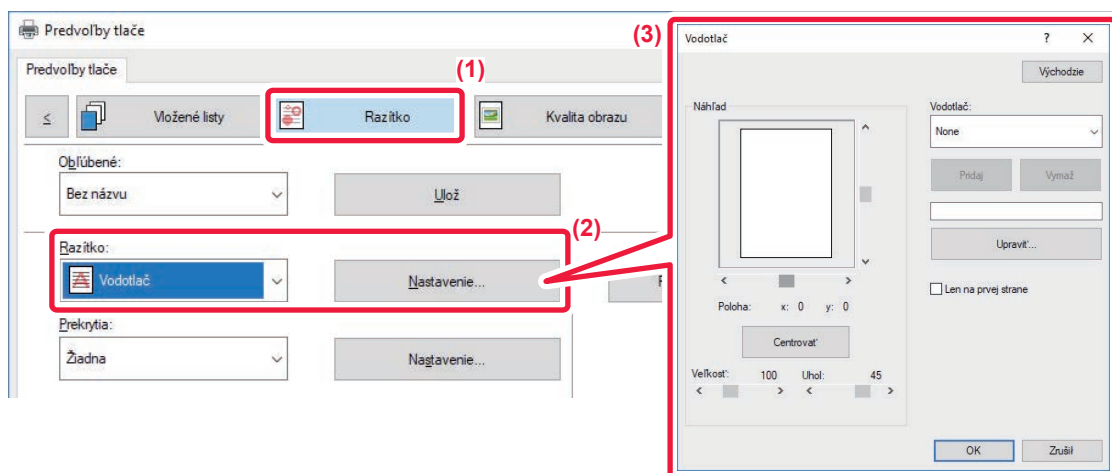 Predvoľby tlače
Predvoľby tlače
(1)
<
Vložené listy
Razítko
Kvalita obrazu
Obľúbené:
Bez názvu
Ulož
(2)
Razítko:
Vodotlač
Nastavenie...
Prekrytia:
Žiadna
Nastavenie...
(3)
Vodotlač
?
Východzie
Náhľad
Vodotlač:
None
Pridaj
Vymaž
Upraviť...
Len na prvej strane
Poloha: x: 0 y: 0
Centrovať
Veľkosť: 100 Uhol: 45
OK
Zrušiť